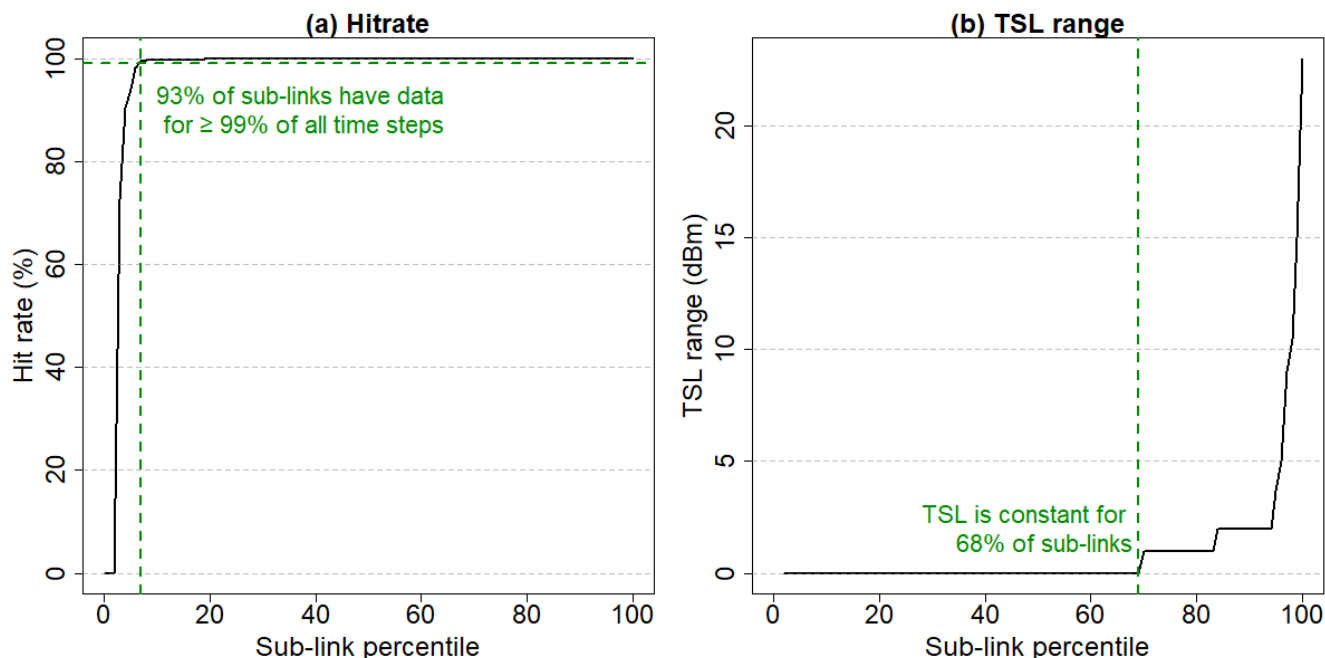 (a) Hitrate
Hit rate (%)
100
80
60
40
20
0
93% of sub-links have data
for ≥ 99% of all time steps
0 20 40 60 80 100
Sub-link percentile
(b) TSL range
TSL range (dBm)
20
15
10
5
0
TSL is constant for
68% of sub-links
0 20 40 60 80 100
Sub-link percentile